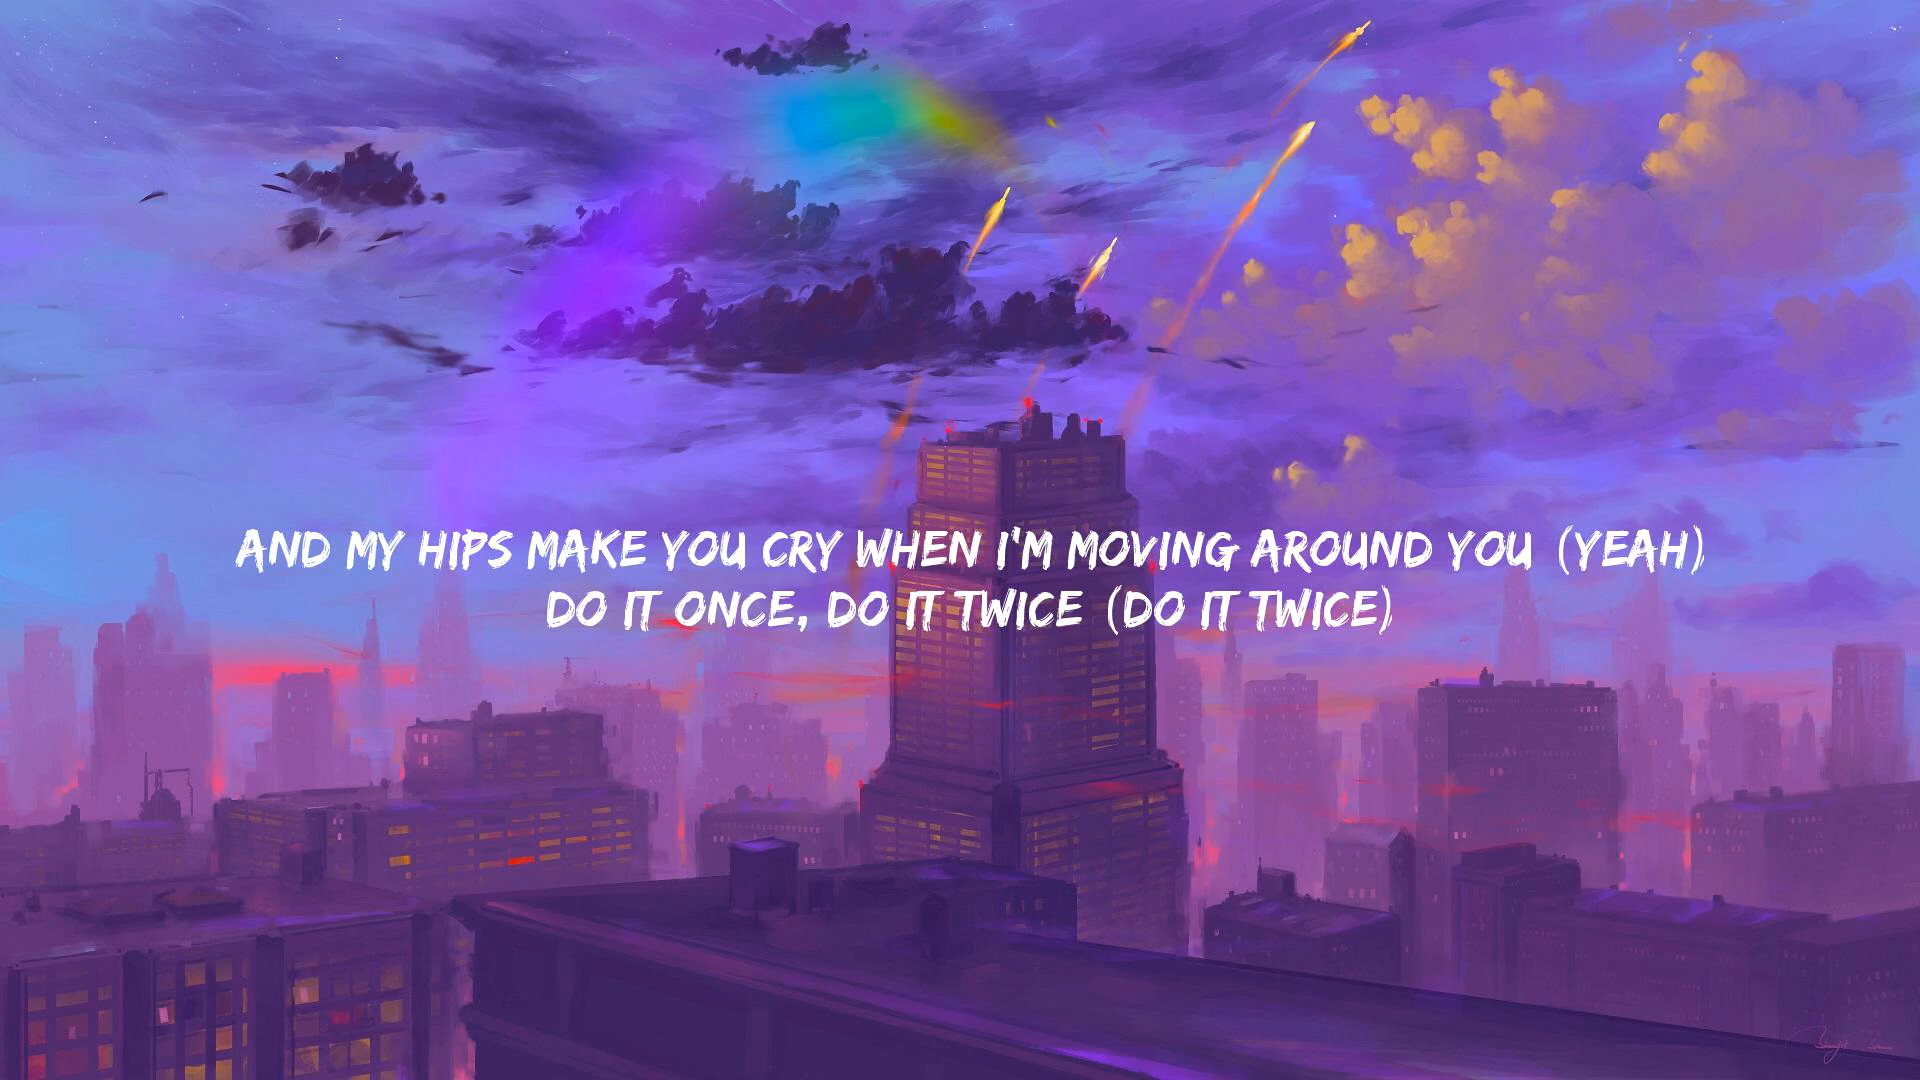 AND MY HIPS MAKE YOU CRY WHEN I'M MOVING AROUND YOU (YEAH)
DO IT ONCE, DO IT TWICE (DO IT TWICE)